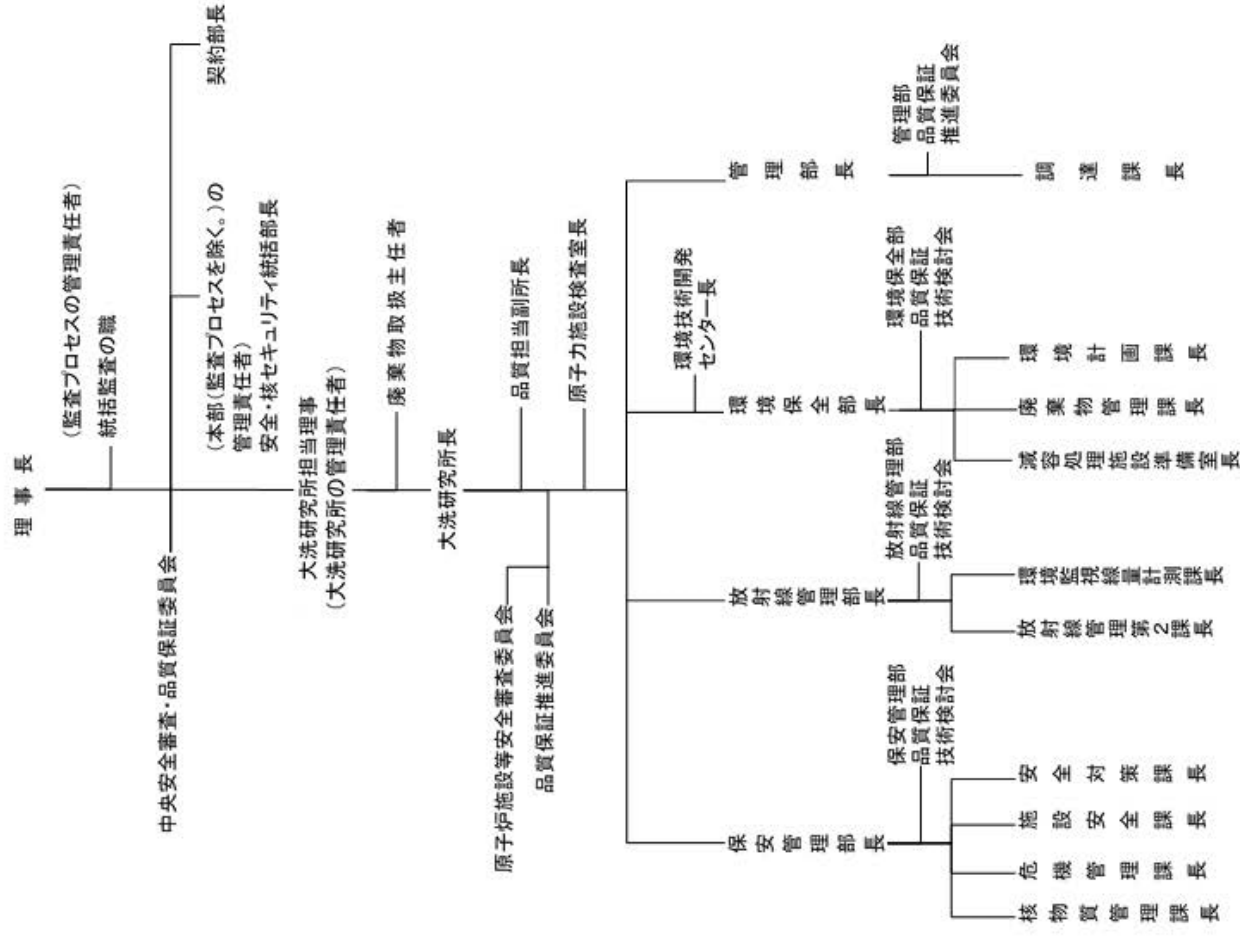 理事長
(監査プロセスの管理責任者)
統括監査の職
中央安全審査・品質保証委員会
契約部長
(本部(監査プロセスを除く。)の
管理責任者)
安全・核セキュリティ統括部長
大洗研究所担当理事
(大洗研究所の管理責任者)
廃棄物取扱主任者
大洗研究所長
品質担当副所長
原子炉施設等安全審査委員会
品質保証推進委員会
原子力施設検査室長
保安管理部長
保安管理部
品質保証
技術検討会
核物質管理課長
危機管理課長
施設安全課長
安全対策課長
放射線管理部長
放射線管理部
品質保証
技術検討会
放射線管理第2課長
環境監視線量計測課長
環境技術開発
センター長
環境保全部長
環境保全部
品質保証
技術検討会
減容処理施設準備室長
廃棄物管理課長
環境計画課長
管理部長
管理部
品質保証
推進委員会
調達課長